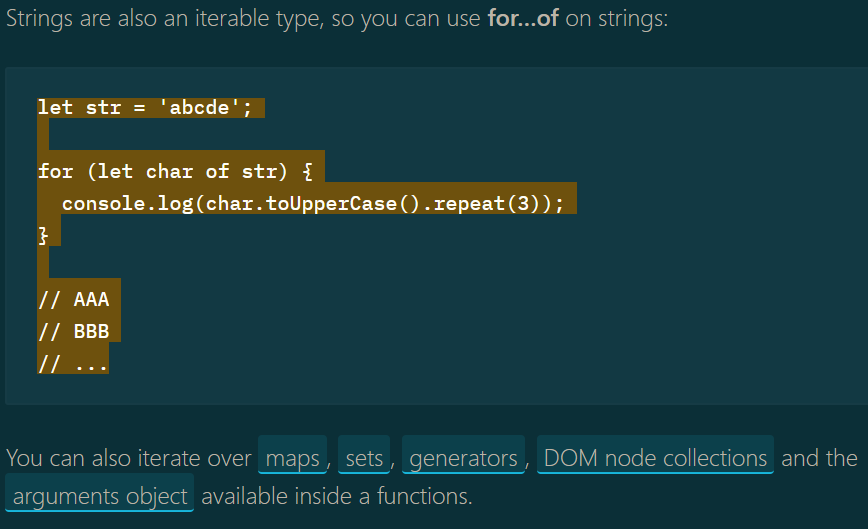 Strings are also an iterable type, so you can use for...of on strings:
let str = 'abcde';
for (let char of str) {
  console.log(char.toUpperCase().repeat(3));
}
// AAA
// BBB
// ...
You can also iterate over maps, sets, generators, DOM node collections and the
arguments object available inside a functions.